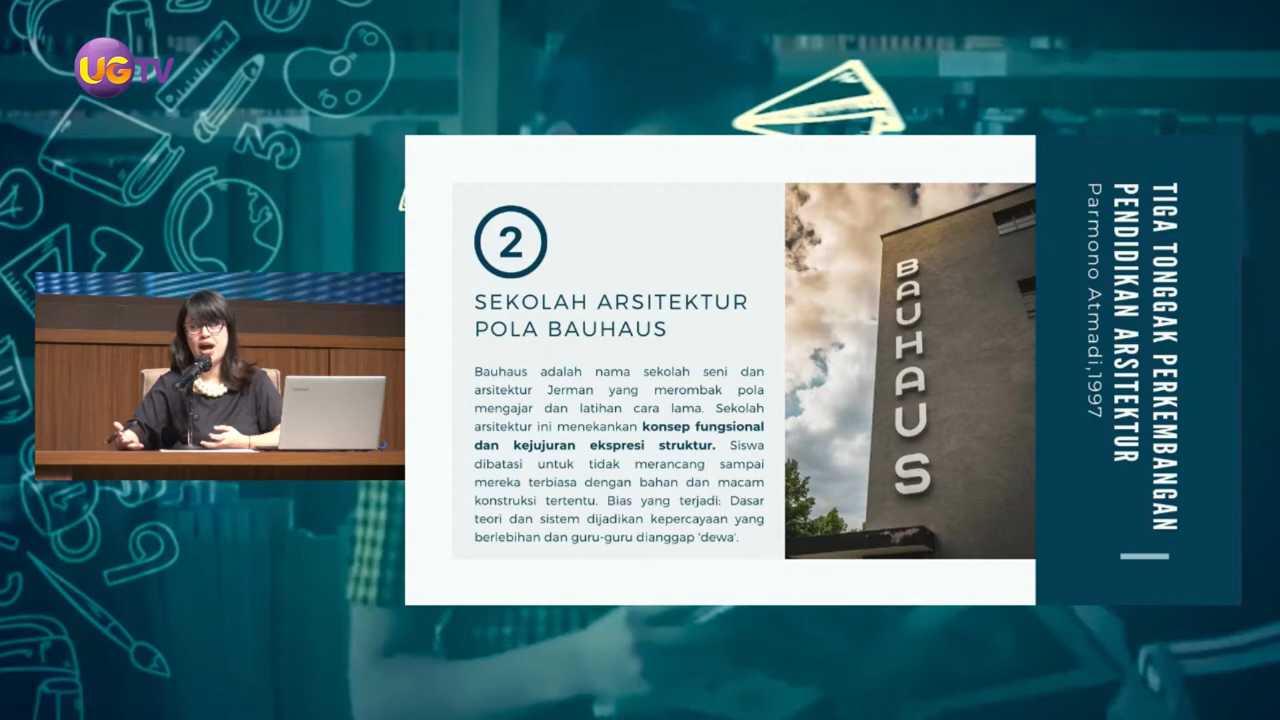 UGTV
2
SEKOLAH ARSITEKTUR
POLA BAUHAUS
Bauhaus adalah nama sekolah seni dan
arsitektur Jerman yang merombak pola
mengajar dan latihan cara lama. Sekolah
arsitektur ini menekankan konsep fungsional
dan kejujuran ekspresi struktur. Siswa
dibatasi untuk tidak merancang sampai
mereka terbiasa dengan bahan dan macam
konstruksi tertentu. Bias yang terjadi: Dasar
teori dan sistem dijadikan kepercayaan yang
berlebihan dan guru-guru dianggap 'dewa'.
BAUHAUS
TIGA TONGGAK PERKEMBANGAN
PENDIDIKAN ARSITEKTUR
Parmono Atmadi,1997